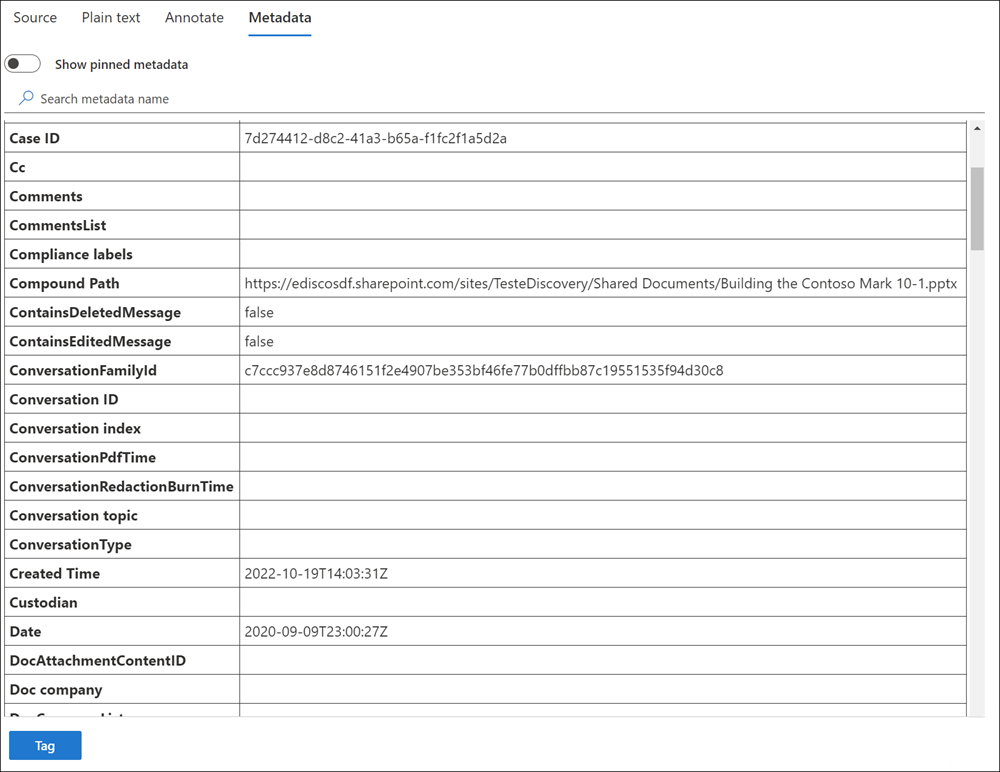 Source Plain text Annotate Metadata
Show pinned metadata
Search metadata name
Case ID 7d274412-d8c2-41a3-b65a-f1fc2f1a5d2a
Cc
Comments
CommentsList
Compliance labels
Compound Path https://ediscosdf.sharepoint.com/sites/TesteDiscovery/Shared Documents/Building the Contoso Mark 10-1.pptx
ContainsDeletedMessage false
ContainsEditedMessage false
ConversationFamilyId c7ccc937e8d8746151f2e4907be353bf46fe77b0dffbb87c19551535f94d30c8
Conversation ID
Conversation index
ConversationPdfTime
ConversationRedactionBurnTime
Conversation topic
ConversationType
Created Time 2022-10-19T14:03:31Z
Custodian
Date 2020-09-09T23:00:27Z
DocAttachmentContentID
Doc company
Tag